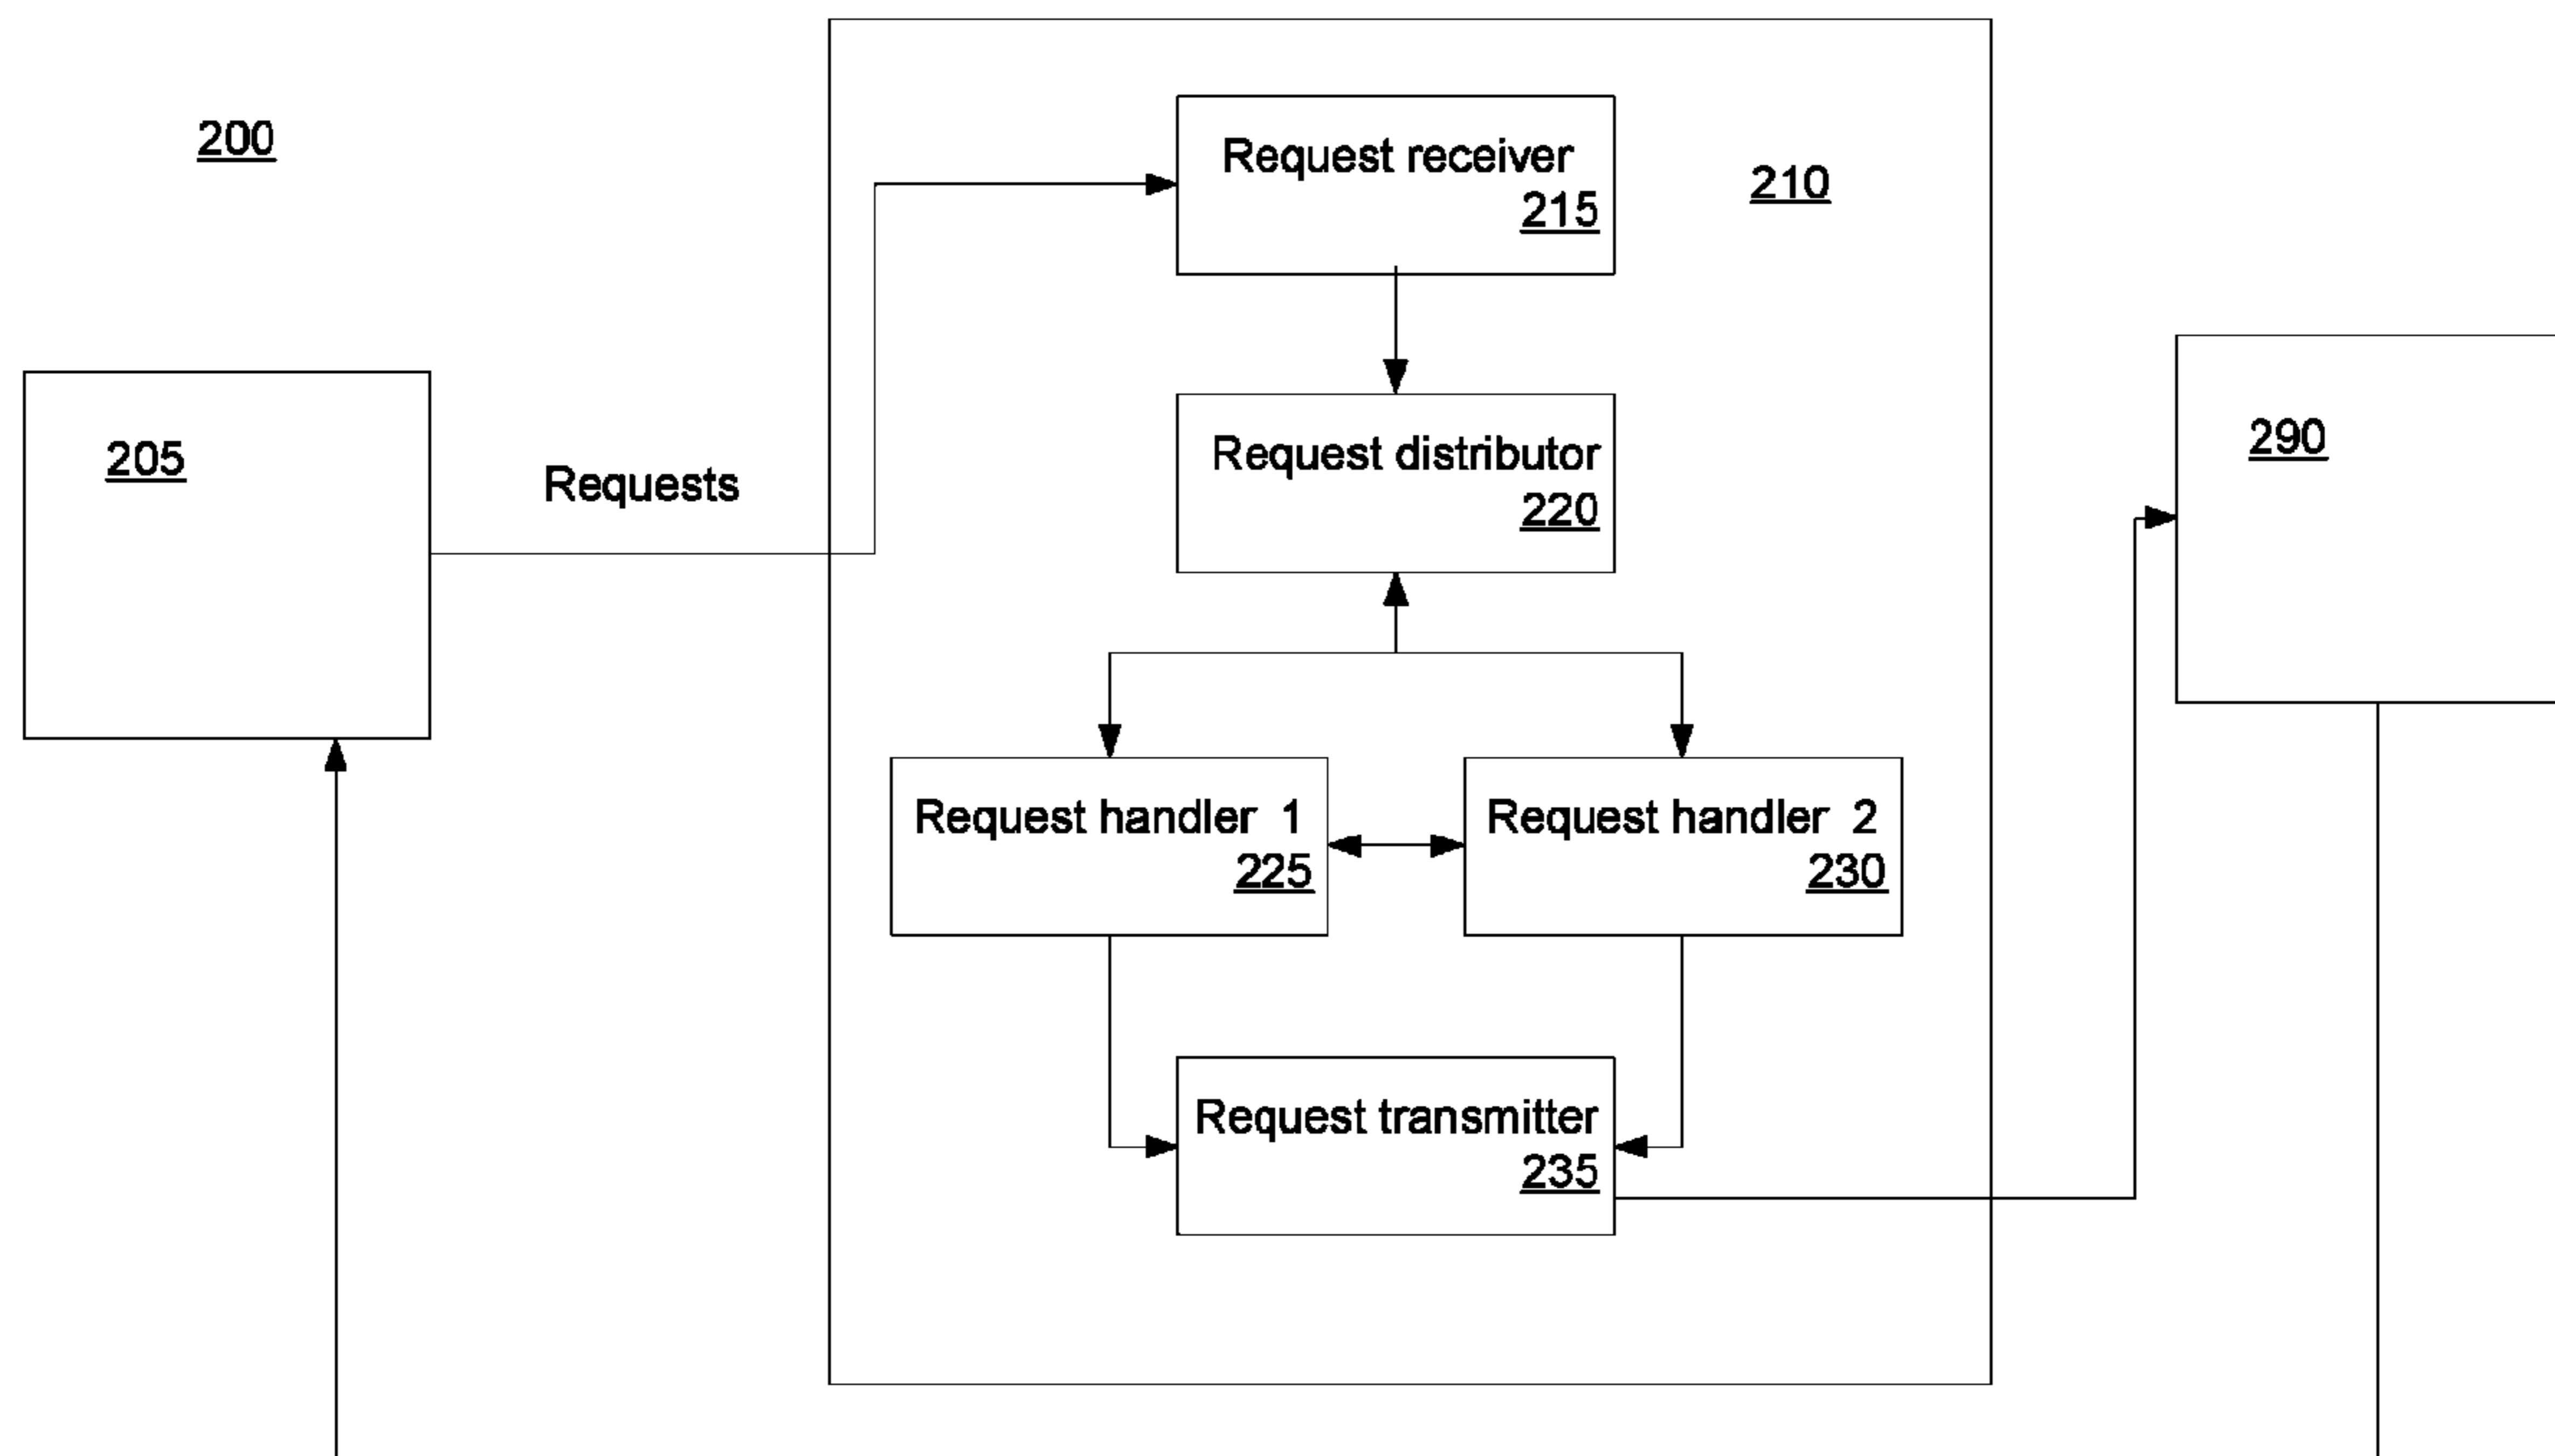 200
Request receiver
215
210
205
Requests
Request distributor
220
290
Request handler 1
225
Request handler 2
230
Request transmitter
235